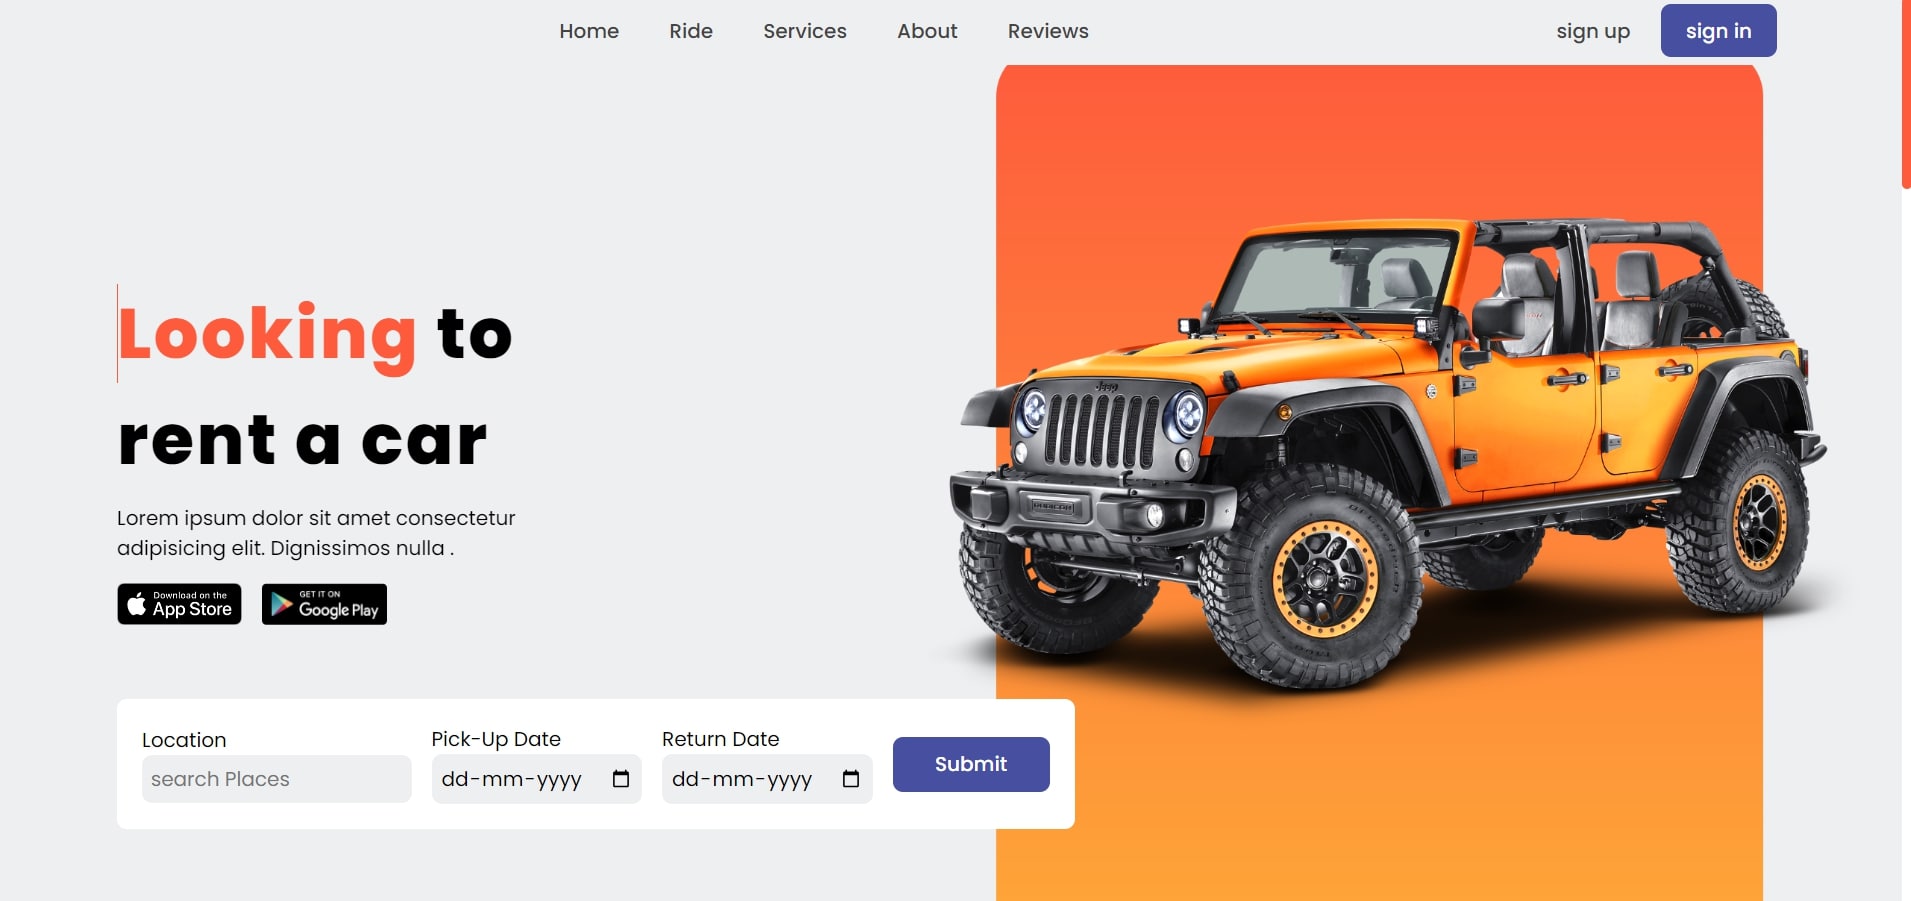 Home Ride Services About Reviews sign up sign in
Looking to
rent a car
Lorem ipsum dolor sit amet consectetur
adipisicing elit. Dignissimos nulla .
Download on the
App Store
GET IT ON
Google Play
Jeep
RUBICON
Location Pick-Up Date Return Date
search Places dd-mm-yyyy dd-mm-yyyy
Submit